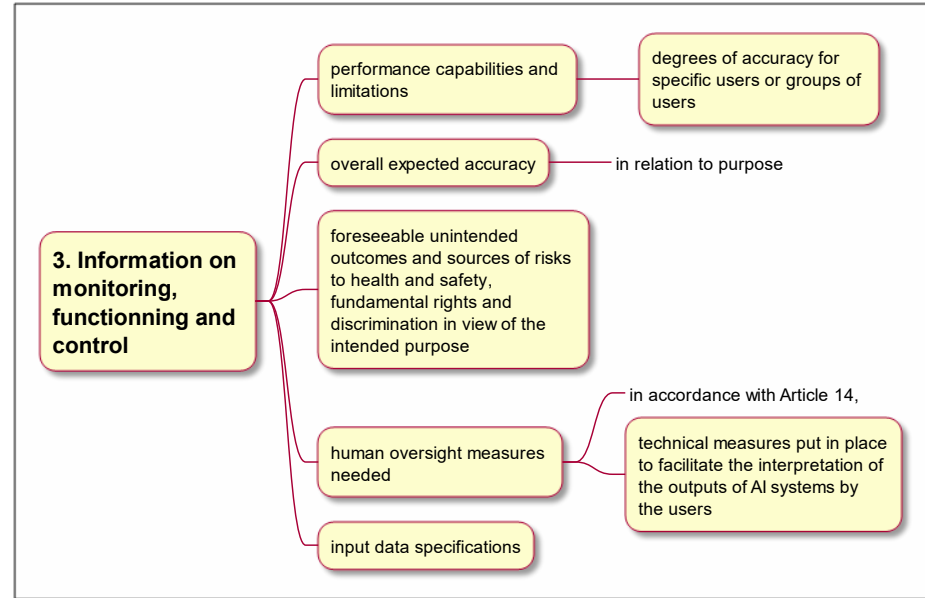 3. Information on
monitoring,
functionning and
control
performance capabilities and
limitations
degrees of accuracy for
specific users or groups of
users
overall expected accuracy
in relation to purpose
foreseeable unintended
outcomes and sources of risks
to health and safety,
fundamental rights and
discrimination in view of the
intended purpose
human oversight measures
needed
in accordance with Article 14,
technical measures put in place
to facilitate the interpretation of
the outputs of AI systems by
the users
input data specifications